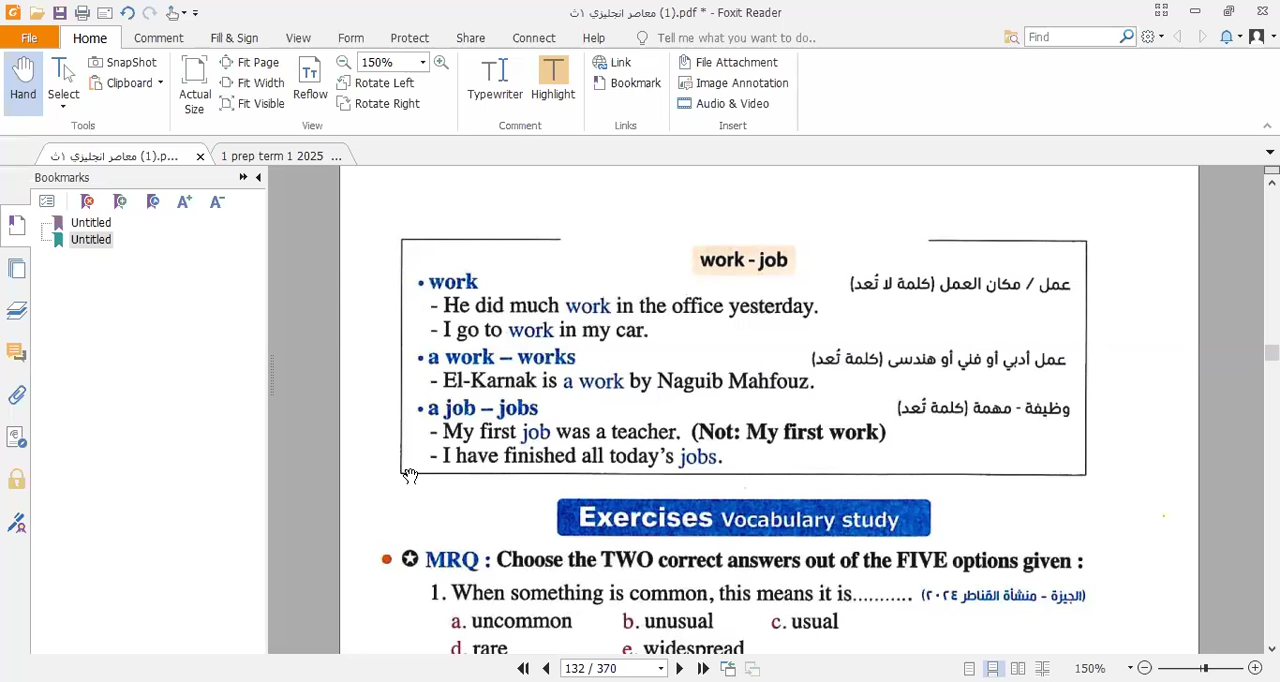 (1) معاصر انجليزي ١ث.pdf * - Foxit Reader
File Home Comment Fill & Sign View Form Protect Share Connect Help Tell me what you want to do.. Find
Hand
Select
SnapShot
Clipboard
Tools
Actual Size
Fit Page
Fit Width
Fit Visible
Reflow
150%
Rotate Left
Rotate Right
View
Typewriter
Highlight
Comment
Link
Bookmark
Links
File Attachment
Image Annotation
Audio & Video
Insert
(1) معاصر انجليزي ١ث.p...
1 prep term 1 2025 ...
Bookmarks
Untitled
Untitled
work - job
• work عمل / مكان العمل (كلمة لا تُعد)
- He did much work in the office yesterday.
- I go to work in my car.
• a work – works عمل أدبي أو فني أو هندسى (كلمة تُعد)
- El-Karnak is a work by Naguib Mahfouz.
• a job – jobs وظيفة - مهمة (كلمة تُعد)
- My first job was a teacher. (Not: My first work)
- I have finished all today's jobs.
Exercises Vocabulary study
MRQ : Choose the TWO correct answers out of the FIVE options given :
1. When something is common, this means it is.......... (الجيزة - منشأة القناطر ٢٠٢٤)
a. uncommon b. unusual c. usual
d. rare e. widespread
132 / 370
150%